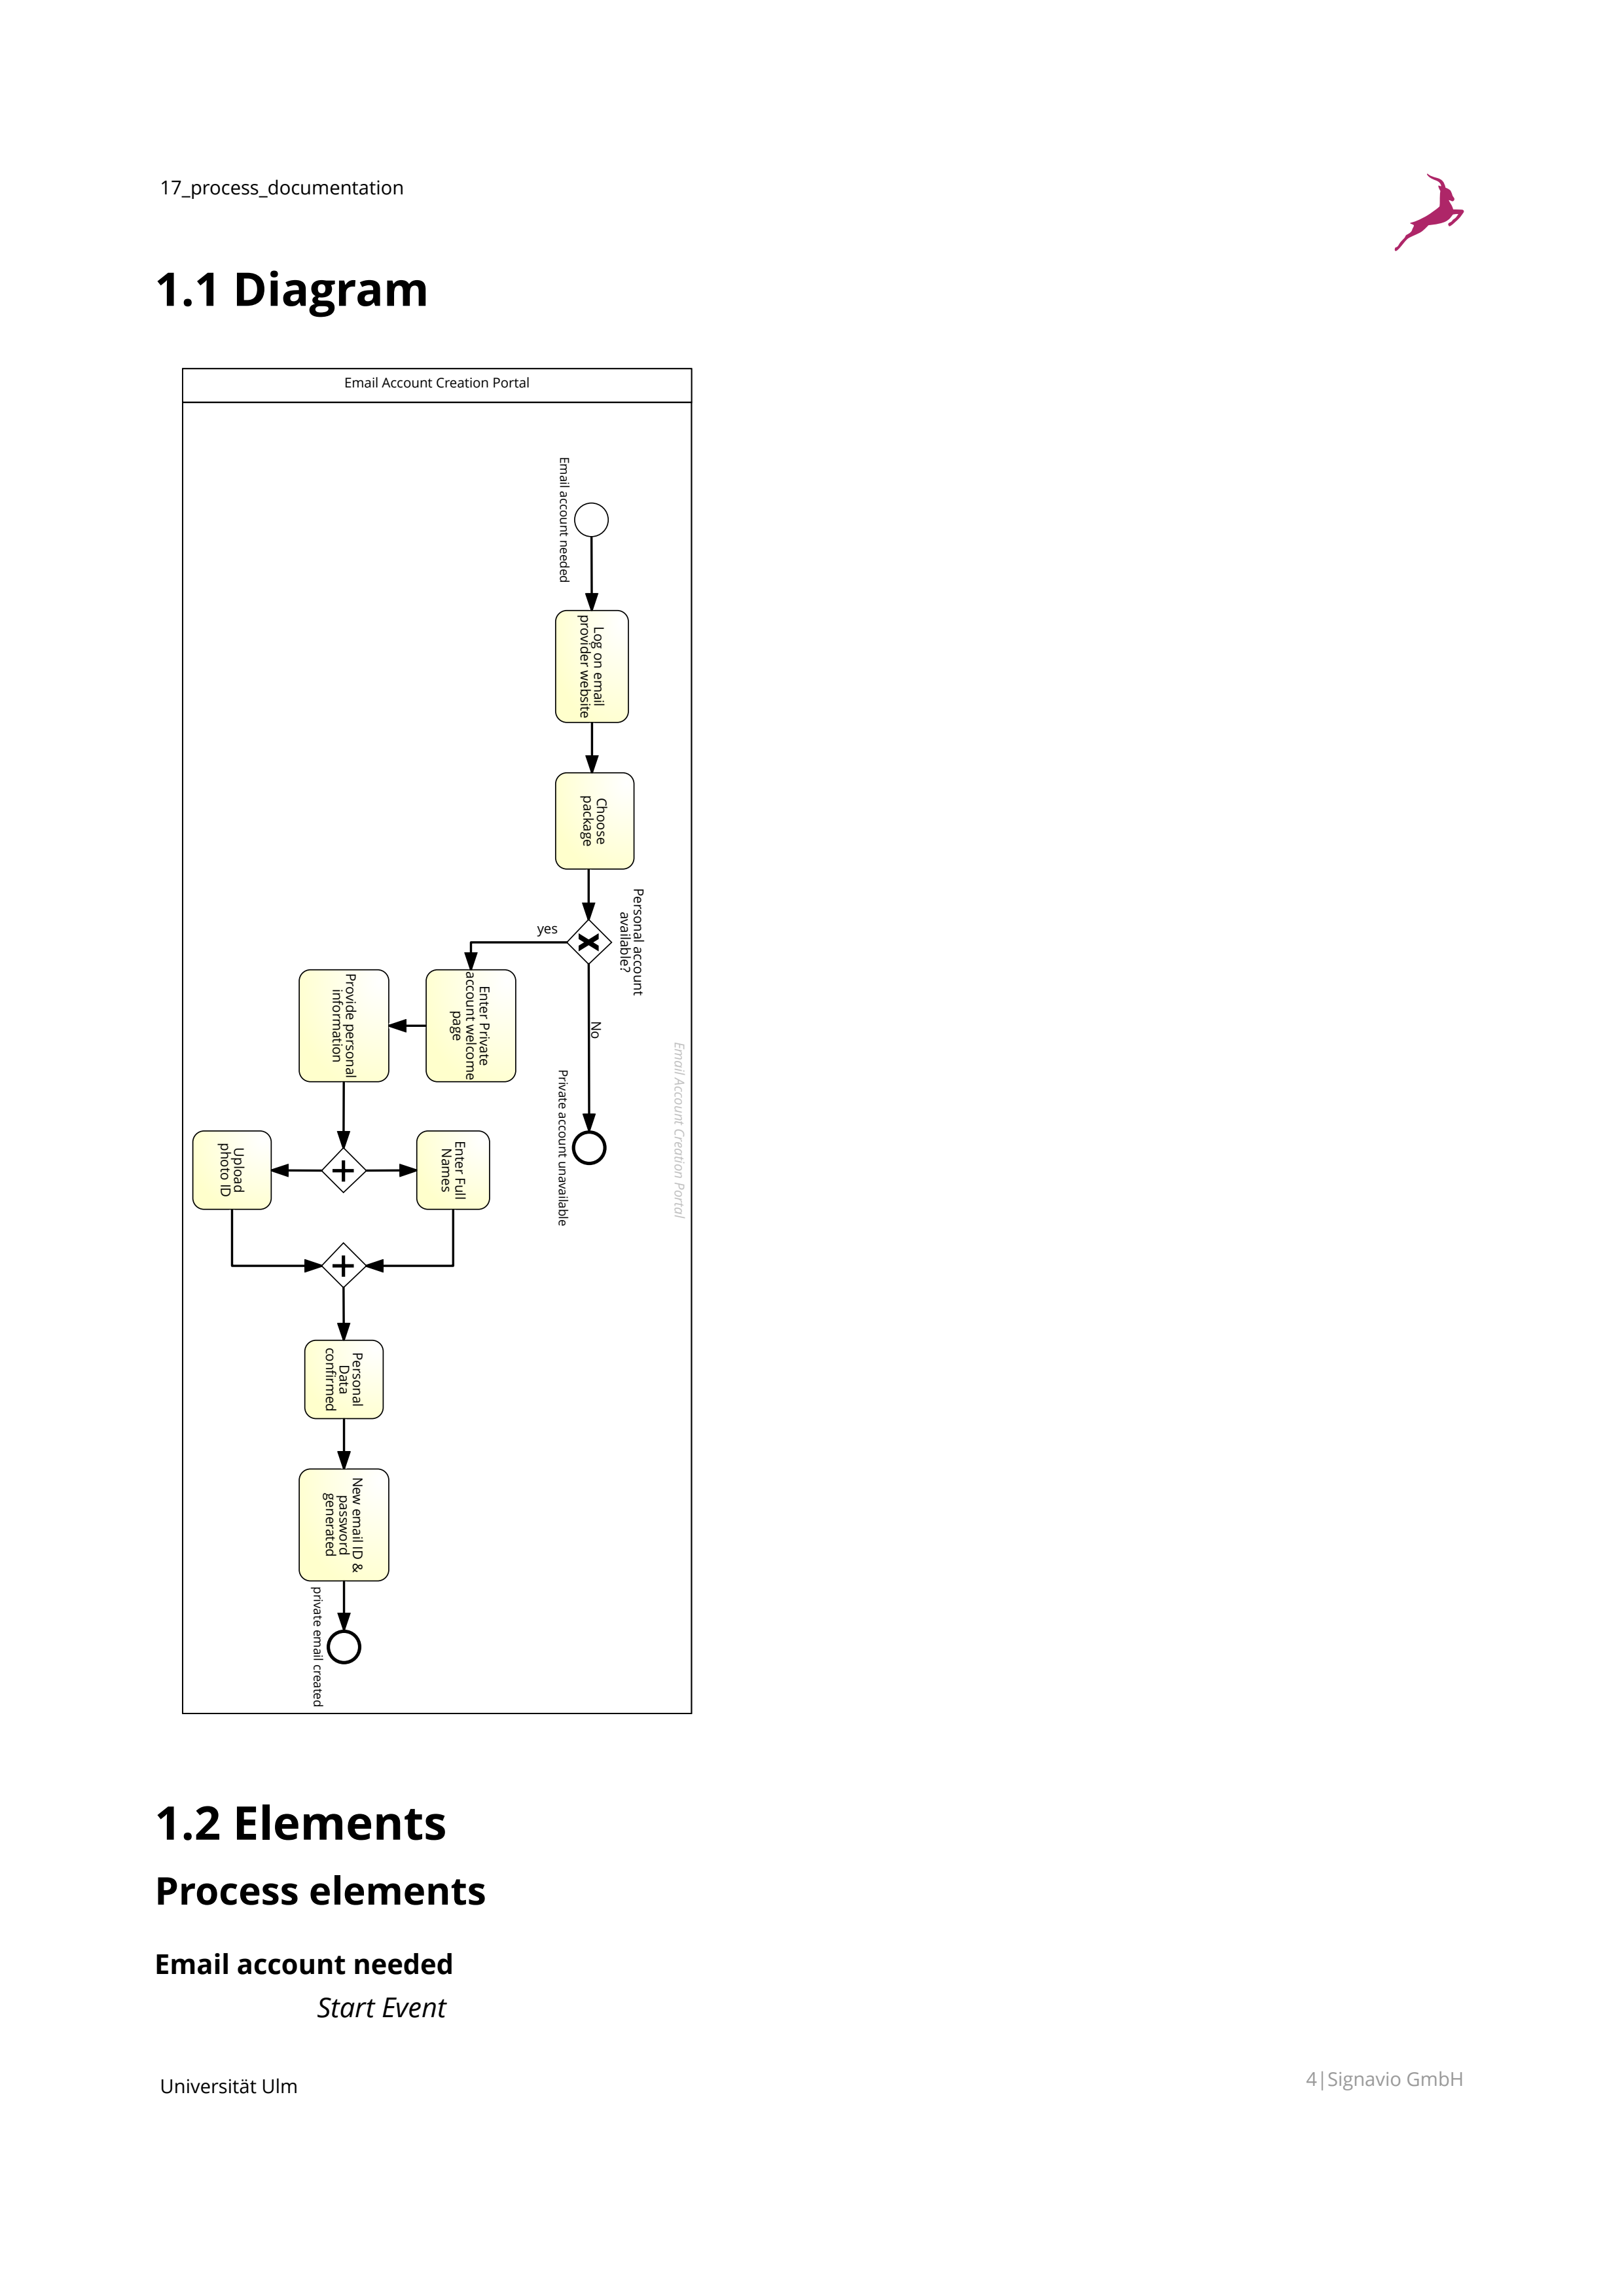 17_process_documentation
1.1 Diagram
Email Account Creation Portal
Email account needed
Log on email
provider website
Choose
package
Personal account
available?
yes
No
Enter Private
account welcome
page
Provide personal
information
Private account unavailable
Email Account Creation Portal
Enter Full
Names
Upload
photo ID
Personal
Data
confirmed
New email ID &
password
generated
private email created
1.2 Elements
Process elements
Email account needed
Start Event
Universität Ulm
4|Signavio GmbH